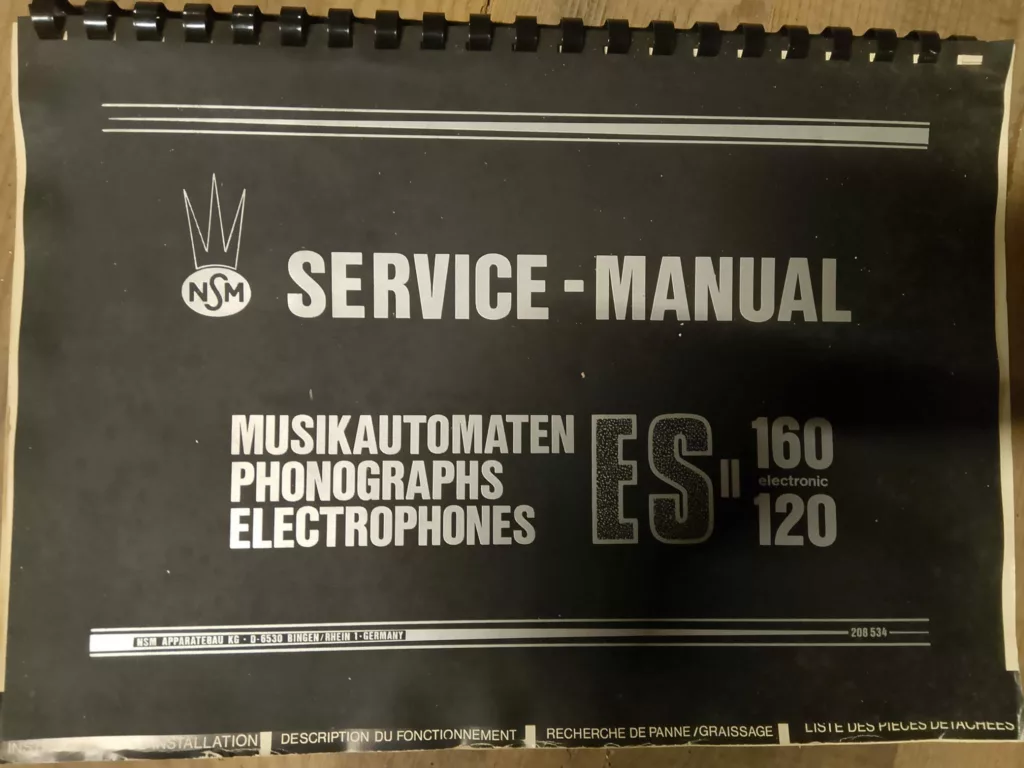 NSM
SERVICE-MANUAL
MUSIKAUTOMATEN
PHONOGRAPHS
ELECTROPHONES
ES II
160
electronic
120
NSM APPARATEBAU KG · D-6530 BINGEN/RHEIN 1-GERMANY
208 534
INSTALLATION
DESCRIPTION DU FONCTIONNEMENT
RECHERCHE DE PANNE/GRAISSAGE
LISTE DES PIECES DETACHEES